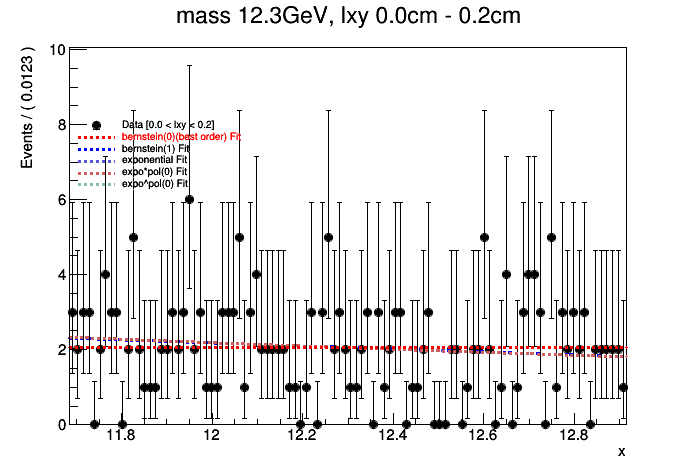 mass 12.3GeV, lxy 0.0cm - 0.2cm
Events / ( 0.0123 )
10
8
6
4
2
0
Data [0.0 < lxy < 0.2]
bernstein(0)(best order) Fit
bernstein(1) Fit
exponential Fit
expo*pol(0) Fit
expo^pol(0) Fit
11.8 12 12.2 12.4 12.6 12.8
x